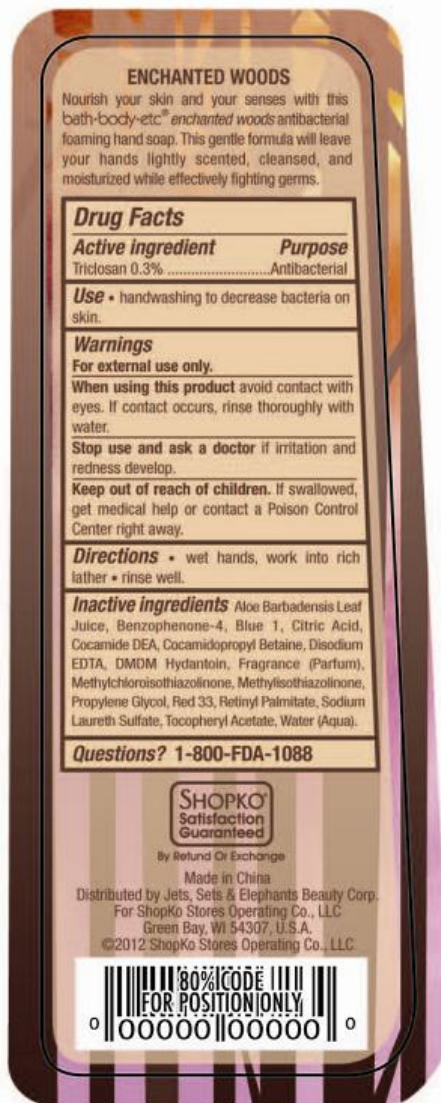 ENCHANTED WOODS
Nourish your skin and your senses with this
bath•body•etc® enchanted woods antibacterial
foaming hand soap. This gentle formula will leave
your hands lightly scented, cleansed, and
moisturized while effectively fighting germs.
Drug Facts
Active ingredient Purpose
Triclosan 0.3% ..........................Antibacterial
Use • handwashing to decrease bacteria on
skin.
Warnings
For external use only.
When using this product avoid contact with
eyes. If contact occurs, rinse thoroughly with
water.
Stop use and ask a doctor if irritation and
redness develop.
Keep out of reach of children. If swallowed,
get medical help or contact a Poison Control
Center right away.
Directions • wet hands, work into rich
lather • rinse well.
Inactive ingredients Aloe Barbadensis Leaf
Juice, Benzophenone-4, Blue 1, Citric Acid,
Cocamide DEA, Cocamidopropyl Betaine, Disodium
EDTA, DMDM Hydantoin, Fragrance (Parfum),
Methylchloroisothiazolinone, Methylisothiazolinone,
Propylene Glycol, Red 33, Retinyl Palmitate, Sodium
Laureth Sulfate, Tocopheryl Acetate, Water (Aqua).
Questions? 1-800-FDA-1088
SHOPKO®
Satisfaction
Guaranteed
By Refund Or Exchange
Made in China
Distributed by Jets, Sets & Elephants Beauty Corp.
For ShopKo Stores Operating Co., LLC
Green Bay, WI 54307, U.S.A.
©2012 ShopKo Stores Operating Co., LLC
80% CODE
FOR POSITION ONLY
0 00000 00000 0